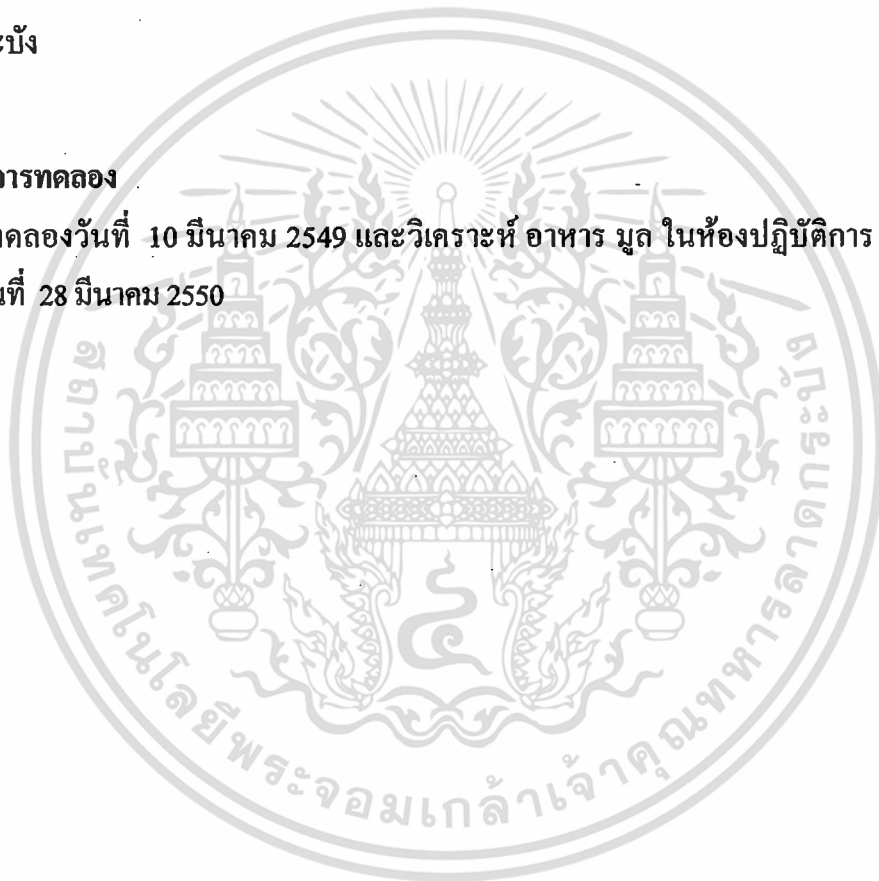 ะบัง
การทดลอง
ทดลองวันที่ 10 มีนาคม 2549 และวิเคราะห์ อาหาร มูล ในห้องปฏิบัติการ
นที่ 28 มีนาคม 2550
สถาบันเทคโนโลยีพระจอมเกล้าเจ้าคุณทหารลาดกระบัง